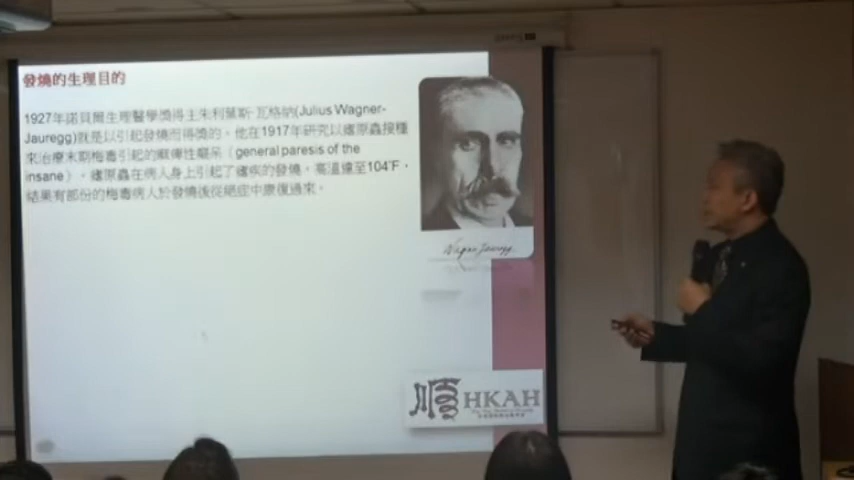 發燒的生理目的
1927年諾貝爾生理醫學獎得主朱利葉斯·瓦格納(Julius Wagner-
Jauregg)就是以引起發燒而得獎的。他在1917年研究以瘧原蟲接種
來治療末期梅毒引起的麻痺性癡呆（general paresis of the
insane）。瘧原蟲在病人身上引起了瘧疾的發燒，高溫達至104°F，
結果有部份的梅毒病人於發燒後從絕症中康復過來。
Wagner Jauregg
順 HKAH